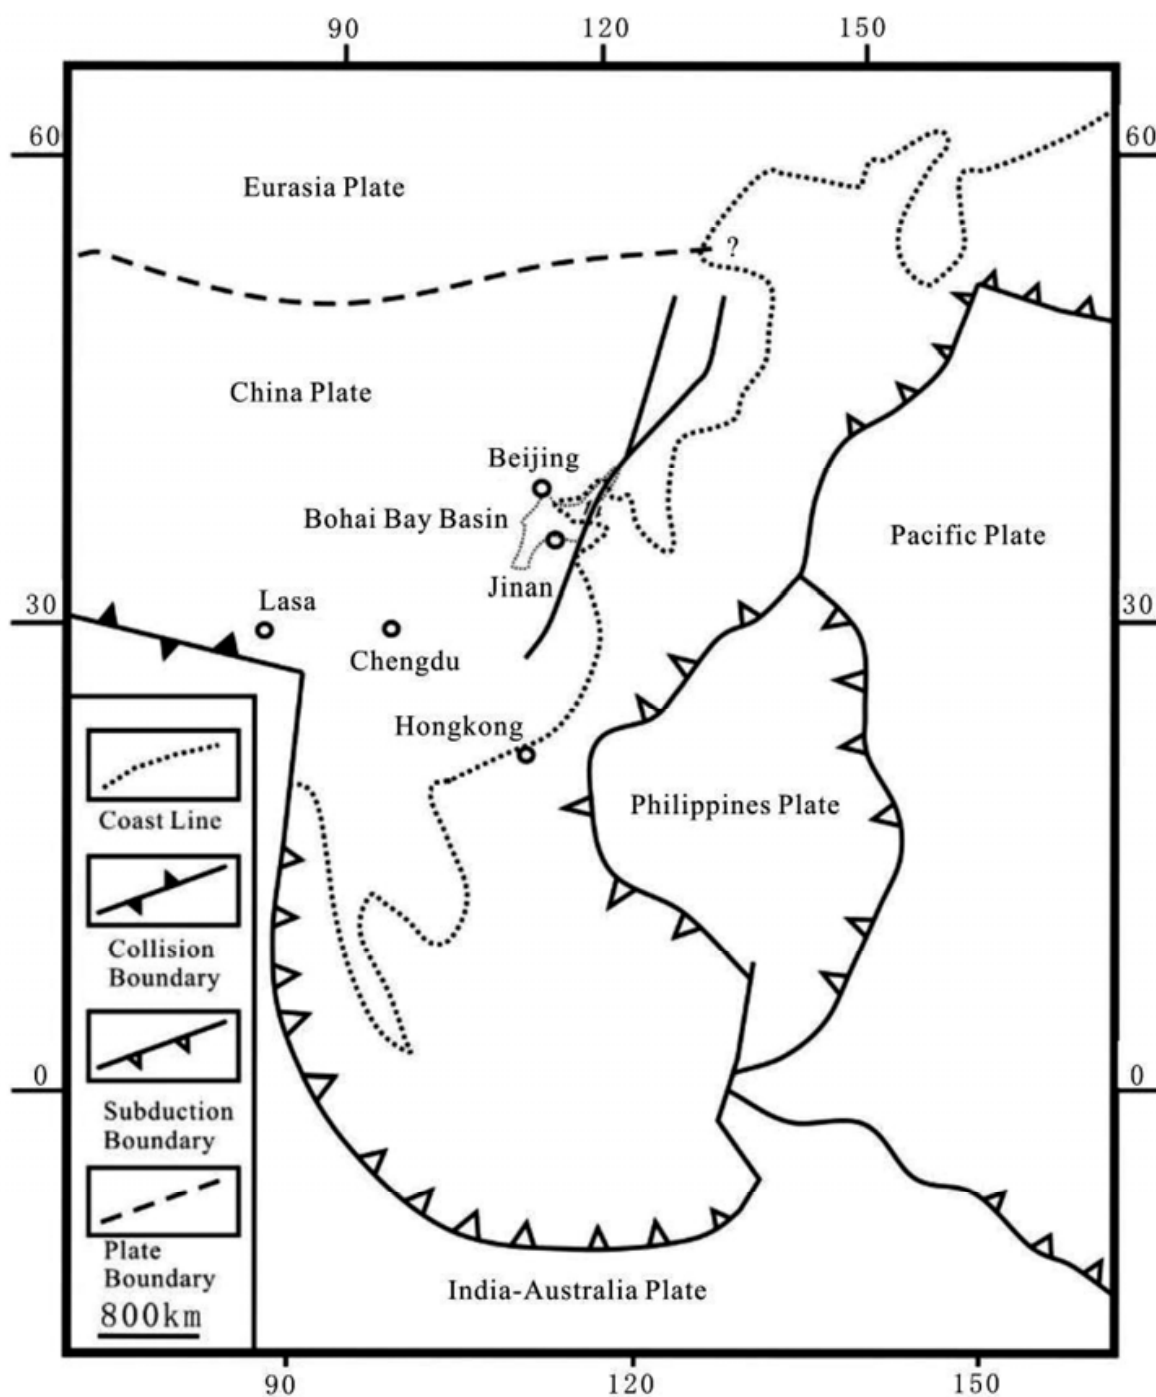 90 120 150
60 60
Eurasia Plate
?
China Plate
Beijing
Bohai Bay Basin
Pacific Plate
Jinan
30 30
Lasa
Chengdu
Hongkong
Philippines Plate
Coast Line
Collision
Boundary
0 0
Subduction
Boundary
Plate
Boundary
India-Australia Plate
800km
90 120 150